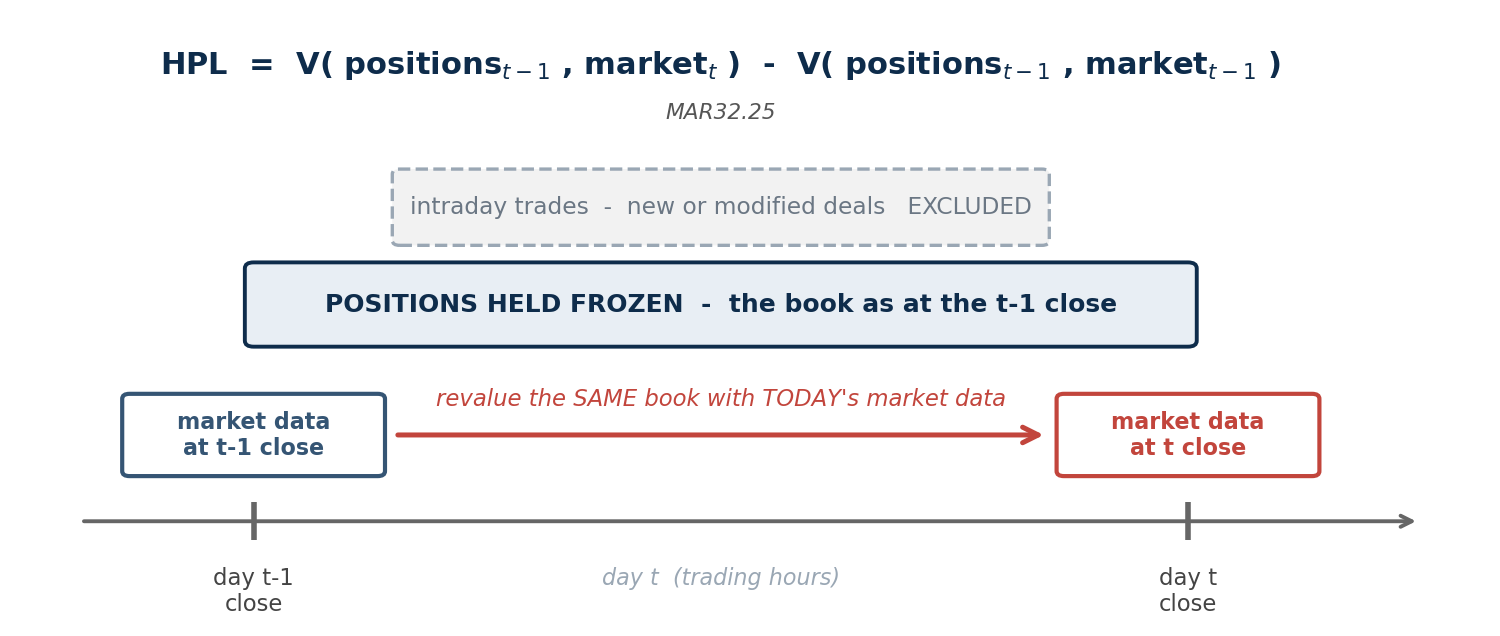 HPL = V( positions_{t-1} , market_t ) - V( positions_{t-1} , market_{t-1} )
MAR32.25
intraday trades - new or modified deals EXCLUDED
POSITIONS HELD FROZEN - the book as at the t-1 close
revalue the SAME book with TODAY's market data
market data
at t-1 close
market data
at t close
day t-1
close
day t (trading hours)
day t
close